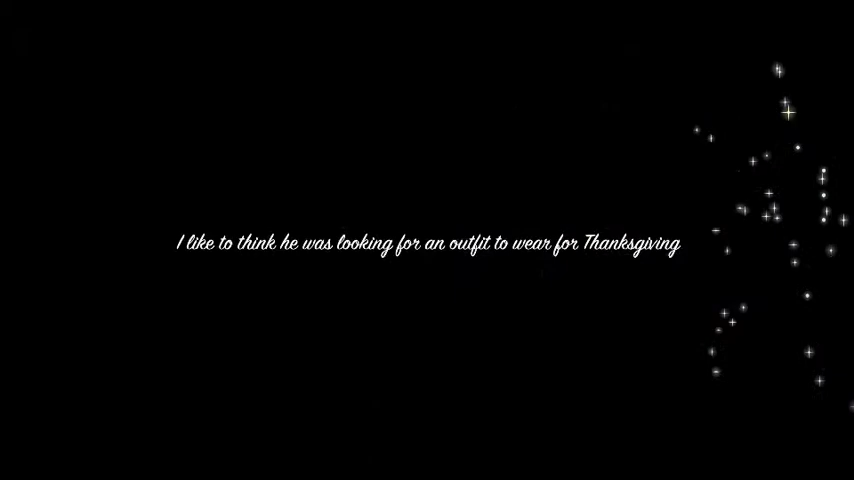 I like to think he was looking for an outfit to wear for Thanksgiving